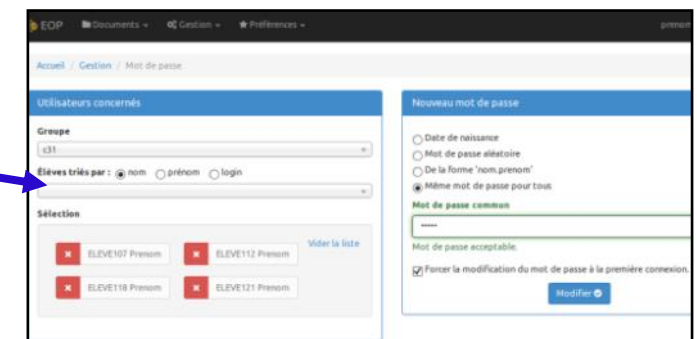 EOP Documents Gestion Préférences prenom
Accueil / Gestion / Mot de passe
Utilisateurs concernés
Groupe
c31
Élèves triés par : nom prénom login
Sélection
Vider la liste
ELEVE107 Prenom ELEVE112 Prenom
ELEVE118 Prenom ELEVE121 Prenom
Nouveau mot de passe
Date de naissance
Mot de passe aléatoire
De la forme 'nom.prenom'
Même mot de passe pour tous
Mot de passe commun
Mot de passe acceptable.
Forcer la modification du mot de passe à la première connexion.
Modifier